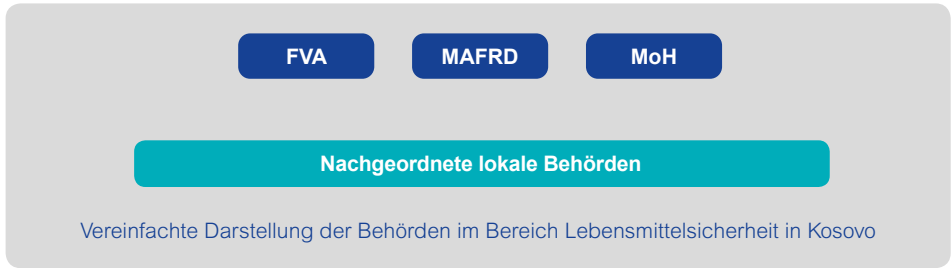 FVA MAFRD MoH
Nachgeordnete lokale Behörden
Vereinfachte Darstellung der Behörden im Bereich Lebensmittelsicherheit in Kosovo